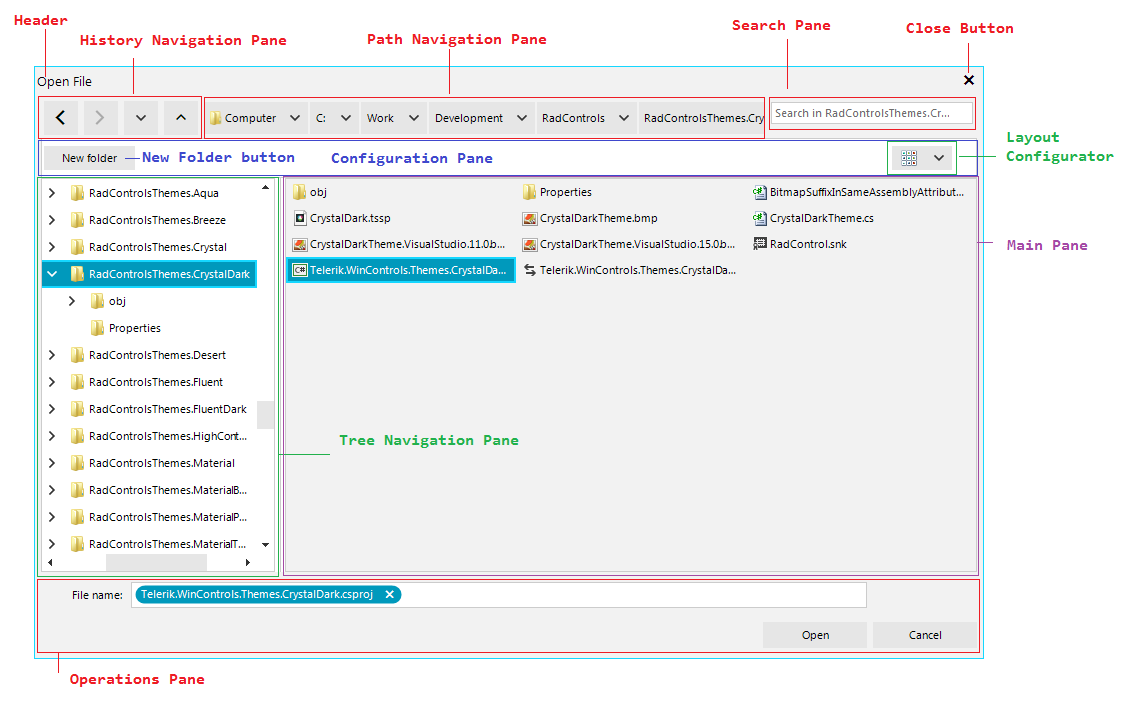 Header
History Navigation Pane
Path Navigation Pane
Search Pane
Close Button
Open File
Computer
C:
Work
Development
RadControls
RadControlsThemes.Cry
Search in RadControlsThemes.Cr...
New folder
New Folder button
Configuration Pane
Layout
Configurator
RadControlsThemes.Aqua
RadControlsThemes.Breeze
RadControlsThemes.Crystal
RadControlsThemes.CrystalDark
obj
Properties
RadControlsThemes.Desert
RadControlsThemes.Fluent
RadControlsThemes.FluentDark
RadControlsThemes.HighCont...
RadControlsThemes.Material
RadControlsThemes.MaterialB...
RadControlsThemes.MaterialP...
RadControlsThemes.MaterialT...
obj
Properties
BitmapSuffixInSameAssemblyAttribut...
CrystalDark.tssp
CrystalDarkTheme.bmp
CrystalDarkTheme.cs
CrystalDarkTheme.VisualStudio.11.0.b...
CrystalDarkTheme.VisualStudio.15.0.b...
RadControl.snk
C# Telerik.WinControls.Themes.CrystalDa...
Telerik.WinControls.Themes.CrystalDa...
Main Pane
Tree Navigation Pane
File name:
Telerik.WinControls.Themes.CrystalDark.csproj
Open
Cancel
Operations Pane